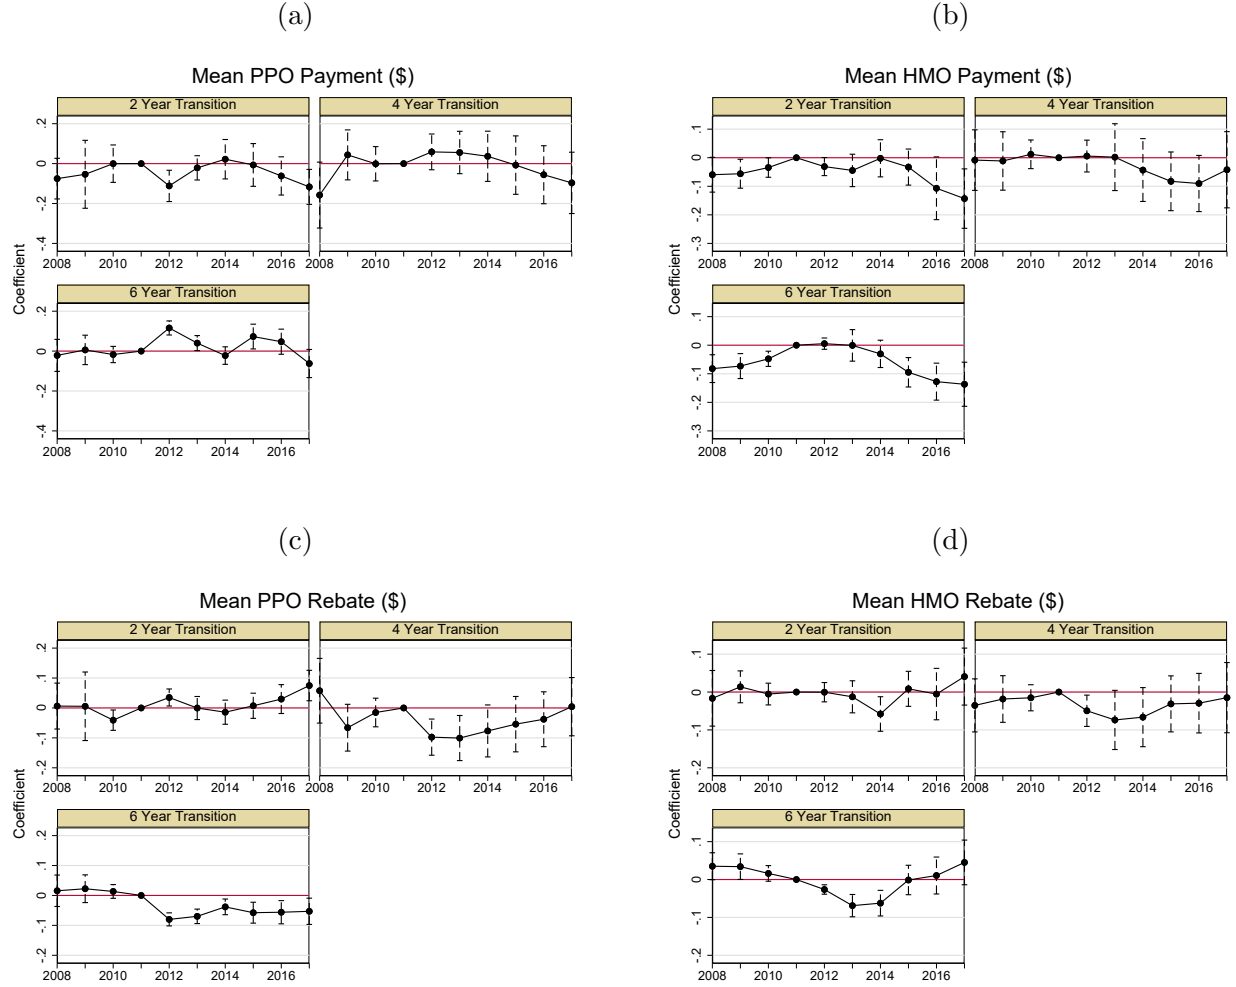 (a)
Mean PPO Payment ($)
2 Year Transition
4 Year Transition
.2
0
-.2
-.4
2008 2010 2012 2014 2016 2008 2010 2012 2014 2016
6 Year Transition
.2
0
-.2
-.4
2008 2010 2012 2014 2016
Coefficient
(b)
Mean HMO Payment ($)
2 Year Transition
4 Year Transition
.1
0
-.1
-.2
-.3
2008 2010 2012 2014 2016 2008 2010 2012 2014 2016
6 Year Transition
.1
0
-.1
-.2
-.3
2008 2010 2012 2014 2016
Coefficient
(c)
Mean PPO Rebate ($)
2 Year Transition
4 Year Transition
.2
.1
0
-.1
-.2
2008 2010 2012 2014 2016 2008 2010 2012 2014 2016
6 Year Transition
.2
.1
0
-.1
-.2
2008 2010 2012 2014 2016
Coefficient
(d)
Mean HMO Rebate ($)
2 Year Transition
4 Year Transition
.1
0
-.1
-.2
2008 2010 2012 2014 2016 2008 2010 2012 2014 2016
6 Year Transition
.1
0
-.1
-.2
2008 2010 2012 2014 2016
Coefficient